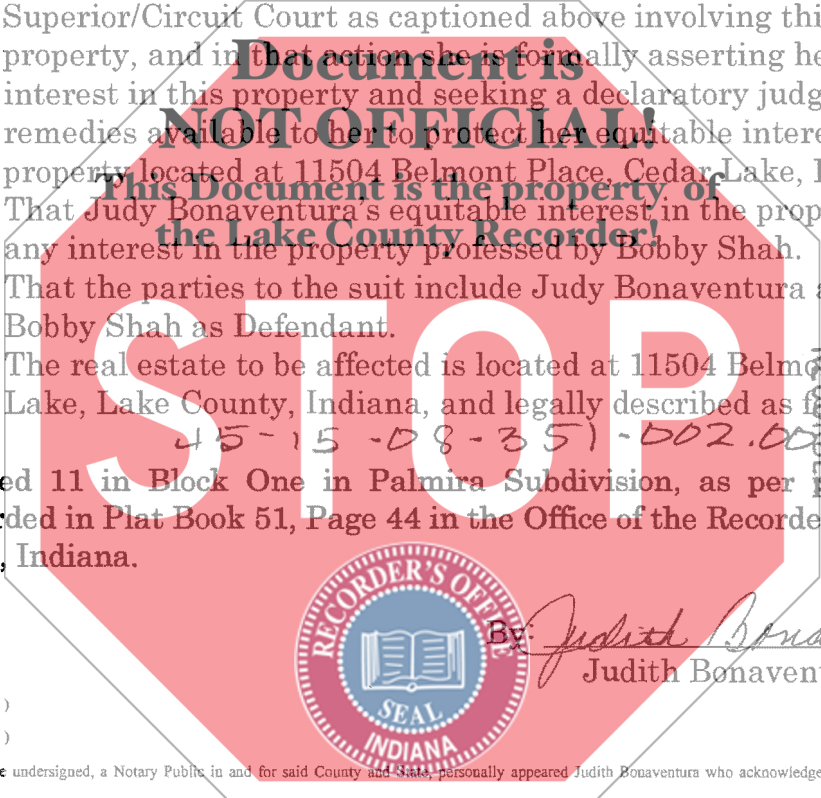 Superior/Circuit Court as captioned above involving thi
property, and in that action she is formally asserting he
interest in this property and seeking a declaratory judg
remedies available to her to protect her equitable intere
property located at 11504 Belmont Place, Cedar Lake, I
That Judy Bonaventura's equitable interest in the prop
any interest in the property professed by Bobby Shah.
That the parties to the suit include Judy Bonaventura a
Bobby Shah as Defendant.
The real estate to be affected is located at 11504 Belmo
Lake, Lake County, Indiana, and legally described as f
45-15-08-351-002.00
ed 11 in Block One in Palmira Subdivision, as per p
rded in Plat Book 51, Page 44 in the Office of the Recorde
, Indiana.
By: Judith Bona
Judith Bonaven
)
)
e undersigned, a Notary Public in and for said County and State, personally appeared Judith Bonaventura who acknowledge
Document is
NOT OFFICIAL!
This Document is the property of
the Lake County Recorder!
STOP
RECORDER'S OFFICE
SEAL
INDIANA